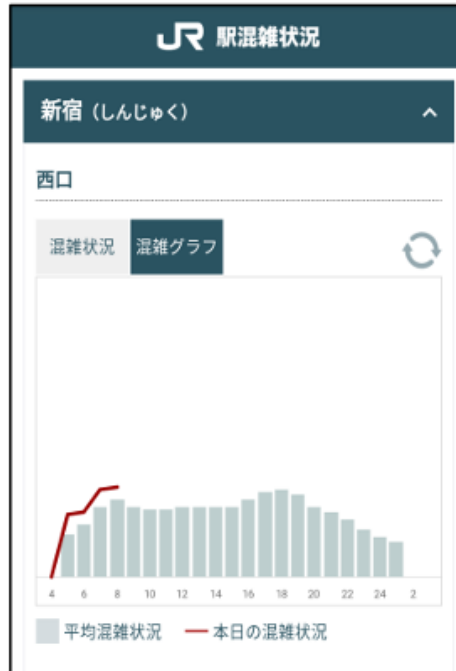 JR 駅混雑状況
新宿（しんじゅく）
西口
混雑状況 混雑グラフ
4 6 8 10 12 14 16 18 20 22 24 2
平均混雑状況 本日の混雑状況